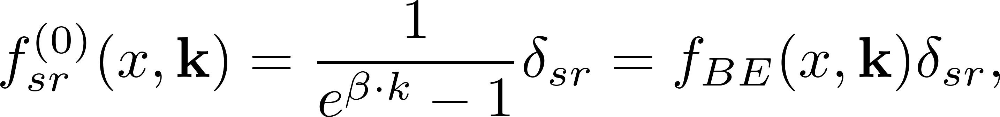 f_{sr}^{(0)}(x, \mathbf{k}) = \frac{1}{e^{\beta \cdot k} - 1} \delta_{sr} = f_{BE}(x, \mathbf{k}) \delta_{sr},